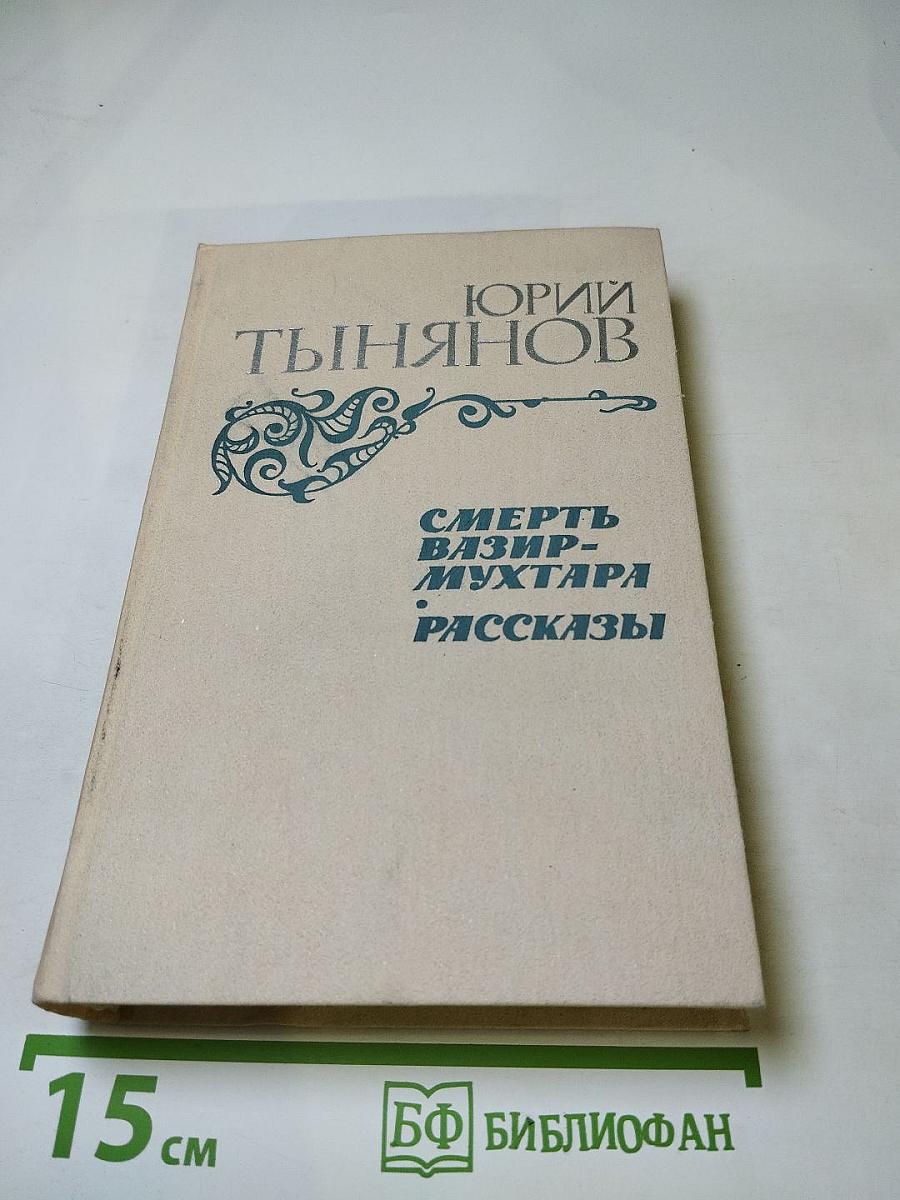 ЮРИЙ
ТЫНЯНОВ
СМЕРТЬ
ВАЗИР-
МУХТАРА
•
РАССКАЗЫ
15 см
БФ БИБЛИОФАН